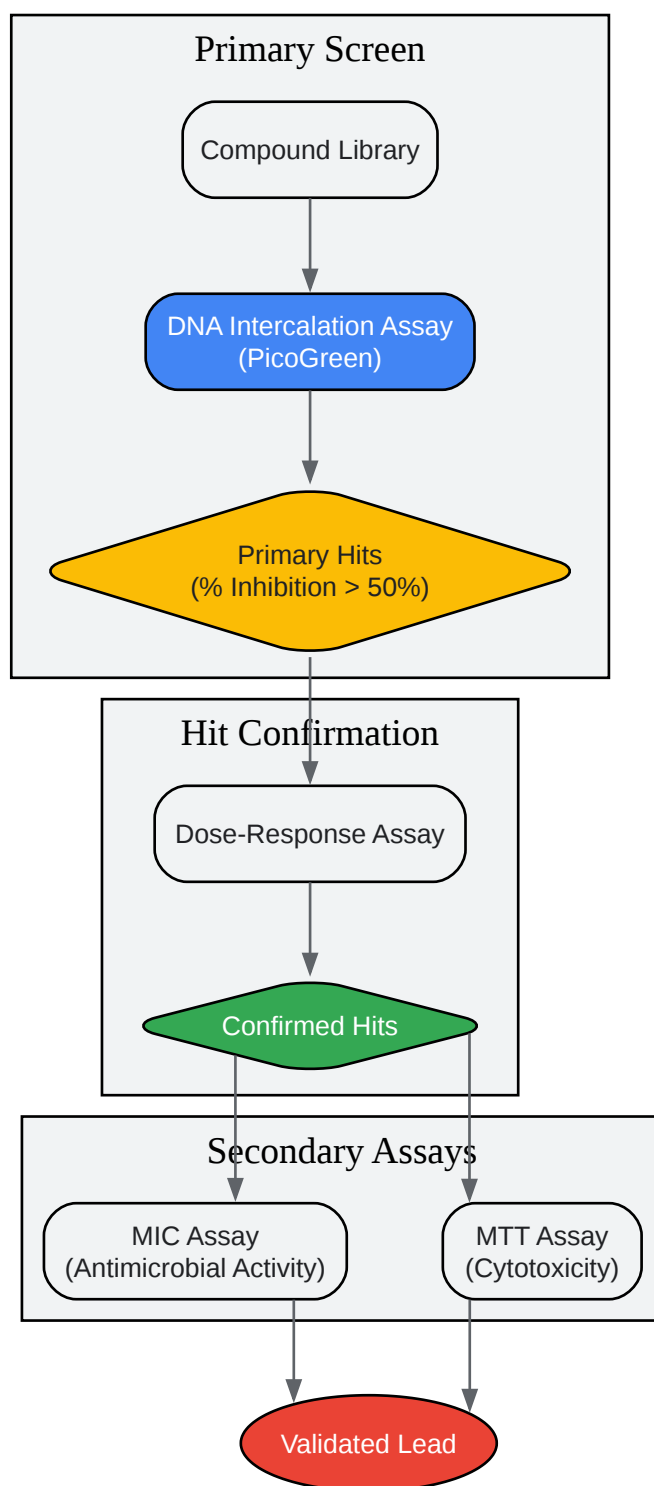 Primary Screen
Compound Library
DNA Intercalation Assay
(PicoGreen)
Primary Hits
(% Inhibition > 50%)
Hit Confirmation
Dose-Response Assay
Confirmed Hits
Secondary Assays
MIC Assay
(Antimicrobial Activity)
MTT Assay
(Cytotoxicity)
Validated Lead